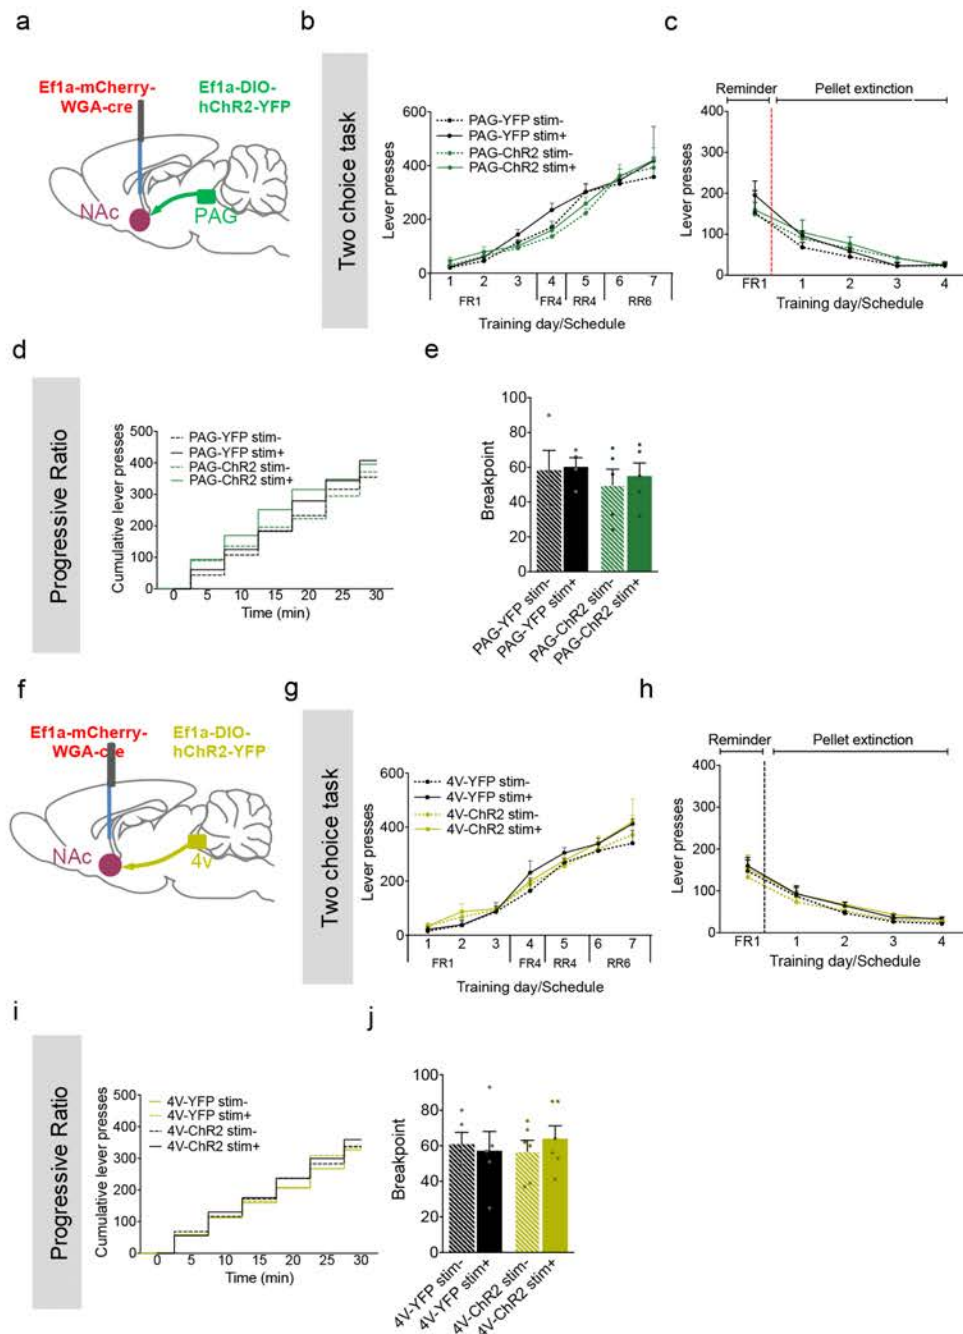 a
Ef1a-mCherry-
WGA-cre
Ef1a-DIO-
hChR2-YFP
NAc
PAG
b
Two choice task
Lever presses
600
400
200
0
PAG-YFP stim-
PAG-YFP stim+
PAG-ChR2 stim-
PAG-ChR2 stim+
1 2 3 4 5 6 7
FR1 FR4 RR4 RR6
Training day/Schedule
c
Reminder Pellet extinction
Lever presses
400
300
200
100
0
FR1 1 2 3 4
Training day/Schedule
d
Progressive Ratio
Cumulative lever presses
500
400
300
200
100
0
PAG-YFP stim-
PAG-YFP stim+
PAG-ChR2 stim-
PAG-ChR2 stim+
0 5 10 15 20 25 30
Time (min)
e
Breakpoint
100
80
60
40
20
0
PAG-YFP stim-
PAG-YFP stim+
PAG-ChR2 stim-
PAG-ChR2 stim+
f
Ef1a-mCherry-
WGA-cre
Ef1a-DIO-
hChR2-YFP
NAc
4v
g
Two choice task
Lever presses
600
400
200
0
4V-YFP stim-
4V-YFP stim+
4V-ChR2 stim-
4V-ChR2 stim+
1 2 3 4 5 6 7
FR1 FR4 RR4 RR6
Training day/Schedule
h
Reminder Pellet extinction
Lever presses
400
300
200
100
0
FR1 1 2 3 4
Training day/Schedule
i
Progressive Ratio
Cumulative lever presses
500
400
300
200
100
0
4V-YFP stim-
4V-YFP stim+
4V-ChR2 stim-
4V-ChR2 stim+
0 5 10 15 20 25 30
Time (min)
j
Breakpoint
100
80
60
40
20
0
4V-YFP stim-
4V-YFP stim+
4V-ChR2 stim-
4V-ChR2 stim+